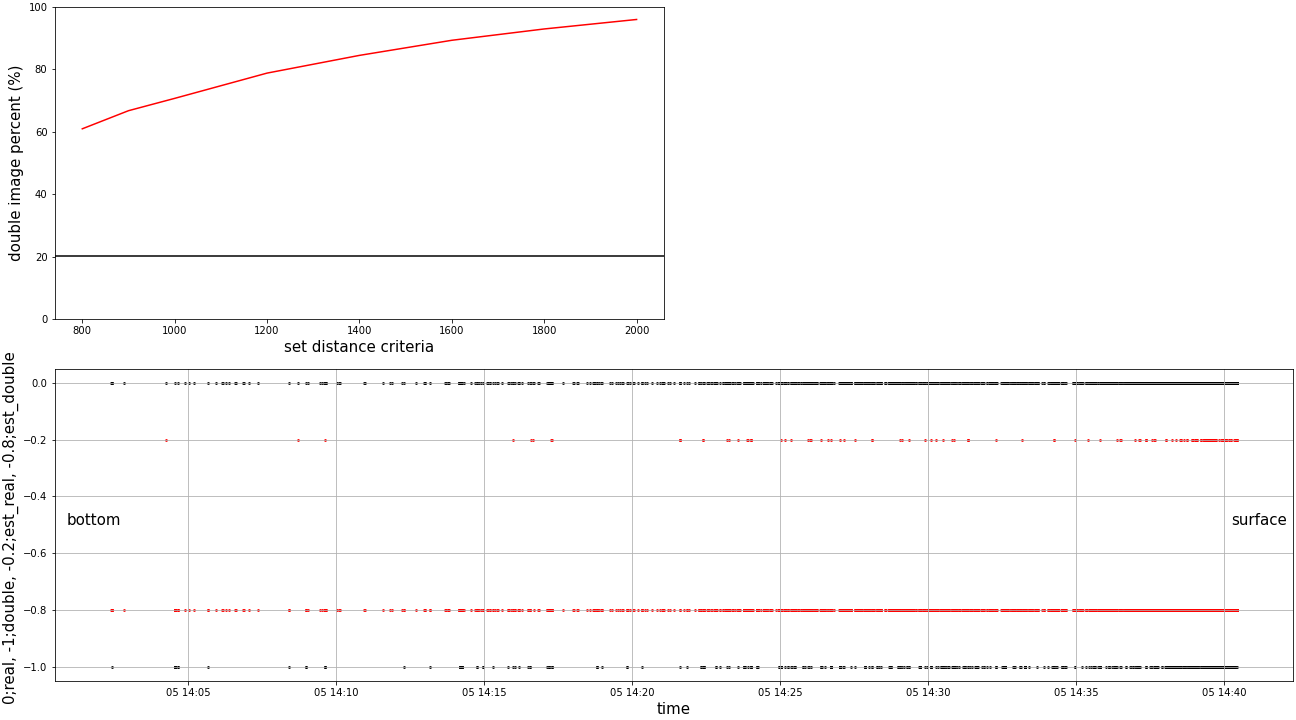 100
80
60
40
20
0
double image percent (%)
800 1000 1200 1400 1600 1800 2000
set distance criteria
0.0
−0.2
−0.4
−0.6
−0.8
−1.0
0;real, -1;double, -0.2;est_real, -0.8;est_double
bottom
surface
05 14:05 05 14:10 05 14:15 05 14:20 05 14:25 05 14:30 05 14:35 05 14:40
time